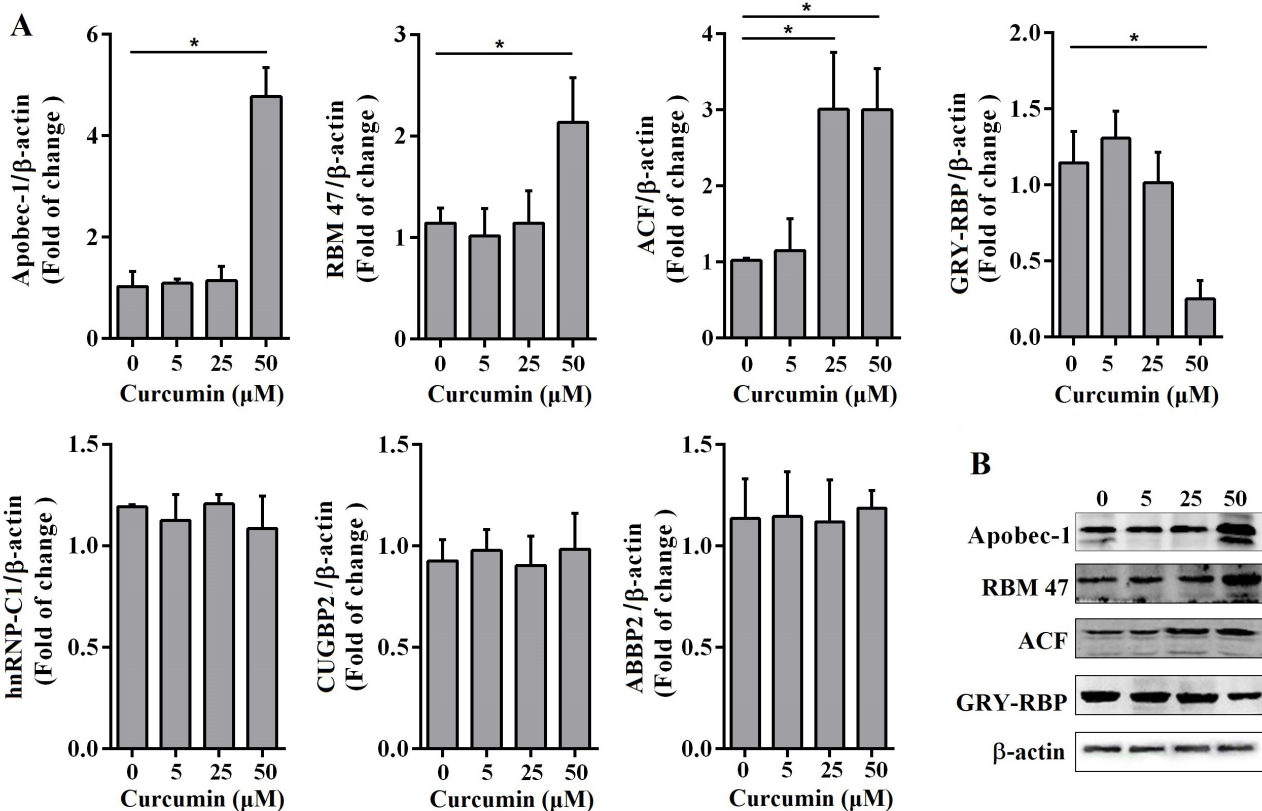 A
Apobec-1/β-actin
(Fold of change )
6
4
2
0
*
0 5 25 50
Curcumin (μM)
RBM 47/β-actin
(Fold of change )
3
2
1
0
*
0 5 25 50
Curcumin (μM)
ACF/β-actin
(Fold of change )
4
3
2
1
0
*
*
0 5 25 50
Curcumin (μM)
GRY-RBP/β-actin
(Fold of change )
2.0
1.5
1.0
0.5
0.0
*
0 5 25 50
Curcumin (μM)
hnRNP-C1/β-actin
(Fold of change )
1.5
1.0
0.5
0.0
0 5 25 50
Curcumin (μM)
CUGBP2/β-actin
(Fold of change )
1.5
1.0
0.5
0.0
0 5 25 50
Curcumin (μM)
ABBP2/β-actin
(Fold of change )
1.5
1.0
0.5
0.0
0 5 25 50
Curcumin (μM)
B
0 5 25 50
Apobec-1
RBM 47
ACF
GRY-RBP
β-actin